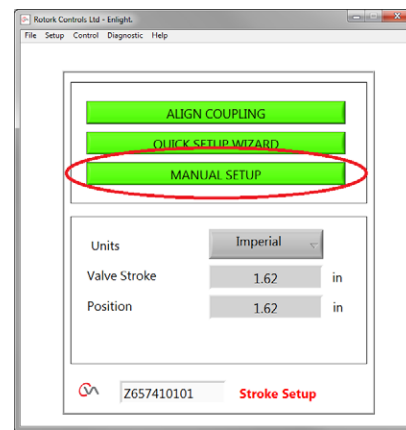 Rotork Controls Ltd - Enlight.
File Setup Control Diagnostic Help
ALIGN COUPLING
QUICK SETUP WIZARD
MANUAL SETUP
Units Imperial
Valve Stroke 1.62 in
Position 1.62 in
Z657410101 Stroke Setup